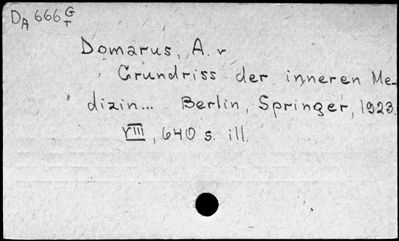 DA 666 G/+
Domarus, A. v
Grundriss der inneren Me-
dizin... Berlin, Springer, 1923.
VIII, 640 s. ill.